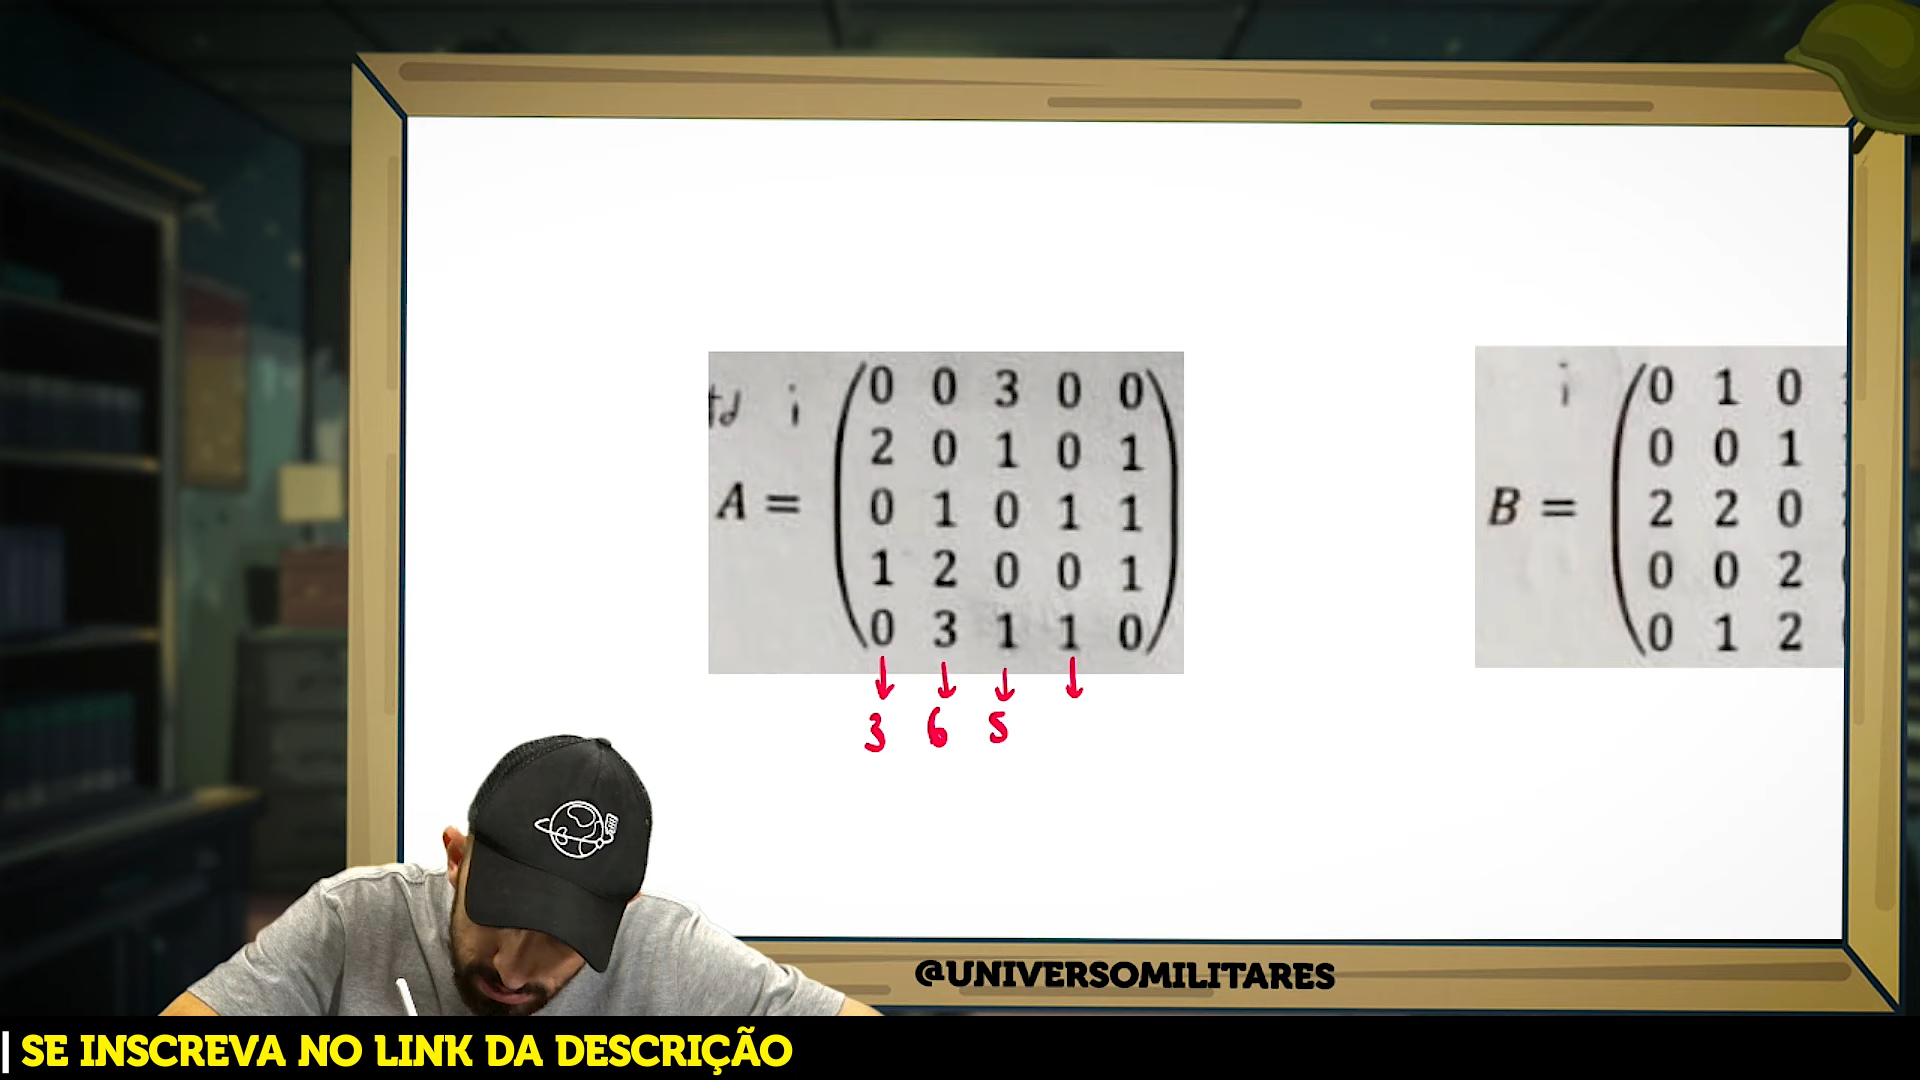 i
0 0 3 0 0
2 0 1 0 1
A = 0 1 0 1 1
1 2 0 0 1
0 3 1 1 0
3 6 5
i
0 1 0
0 0 1
B = 2 2 0
0 0 2
0 1 2
@UNIVERSOMILITARES
| SE INSCREVA NO LINK DA DESCRIÇÃO